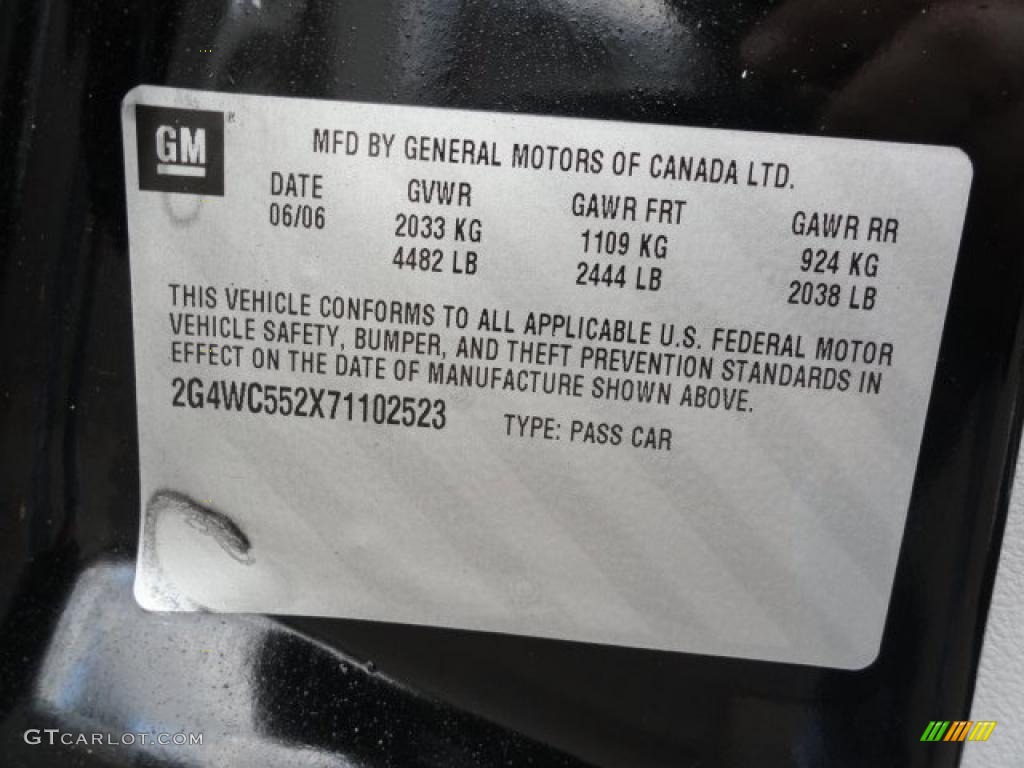 GM ®
MFD BY GENERAL MOTORS OF CANADA LTD.
DATE GVWR GAWR FRT GAWR RR
06/06 2033 KG 1109 KG 924 KG
4482 LB 2444 LB 2038 LB
THIS VEHICLE CONFORMS TO ALL APPLICABLE U.S. FEDERAL MOTOR
VEHICLE SAFETY, BUMPER, AND THEFT PREVENTION STANDARDS IN
EFFECT ON THE DATE OF MANUFACTURE SHOWN ABOVE.
2G4WC552X71102523 TYPE: PASS CAR
GTCARLOT.COM